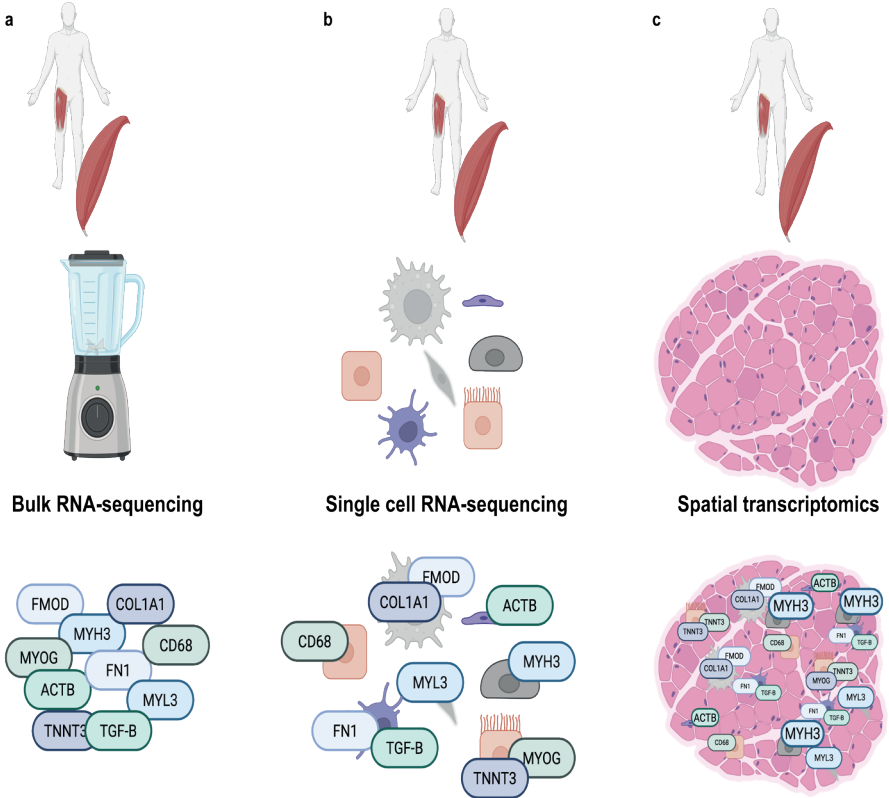 a
b
c
Bulk RNA-sequencing
Single cell RNA-sequencing
Spatial transcriptomics
FMOD
COL1A1
MYH3
CD68
MYOG
FN1
ACTB
MYL3
TNNT3
TGF-B
FMOD
COL1A1
ACTB
CD68
MYH3
MYL3
FN1
TGF-B
MYOG
TNNT3
ACTB
FMOD
COL1A1
MYH3
MYH3
TNNT3
TNNT3
CD68
FN1
TGF-B
FMOD
COL1A1
TNNT3
MYOG
FN1
TGF-B
MYL3
FN1
TGF-B
ACTB
MYH3
CD68
MYL3